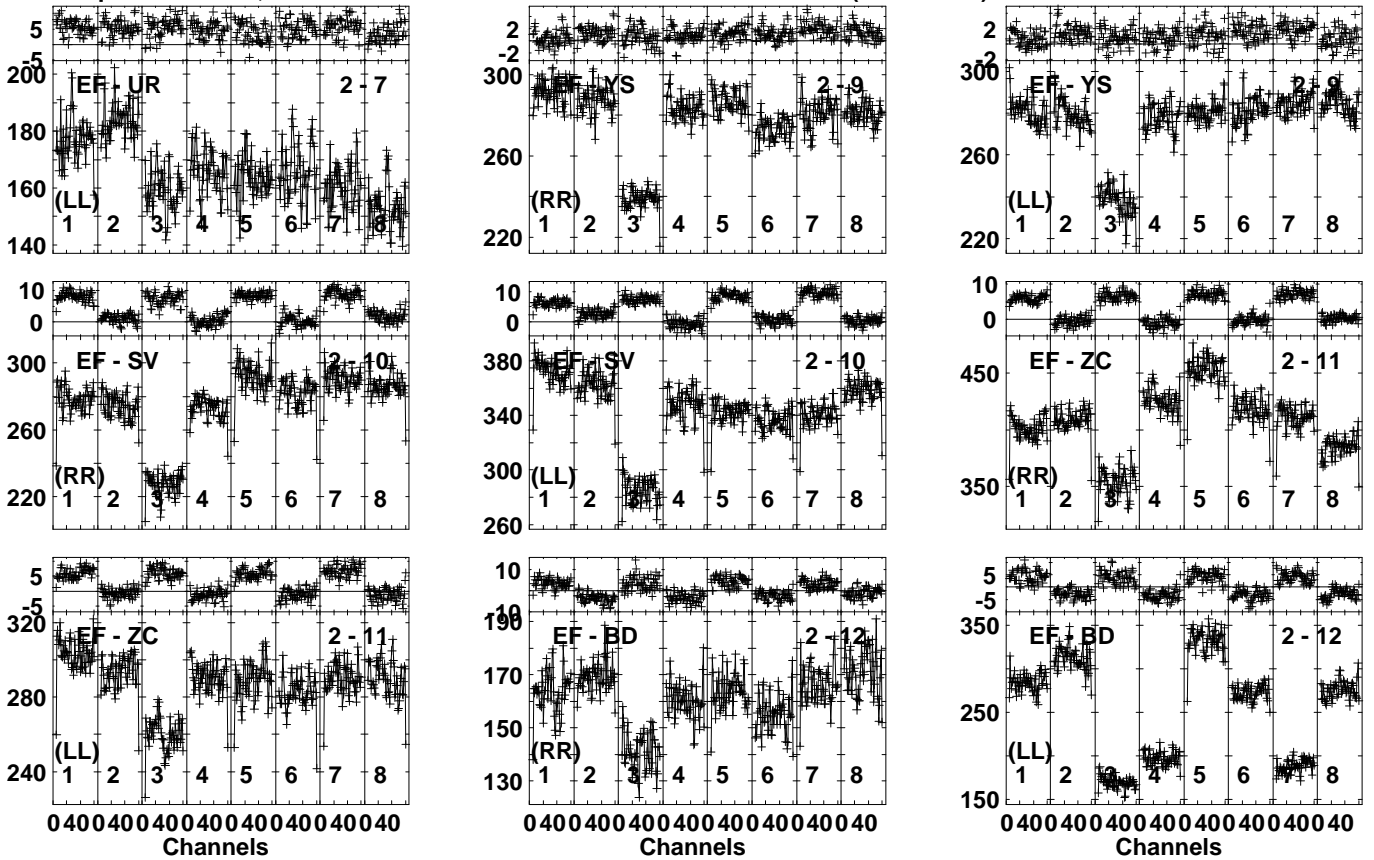 5 2 2
-5 -2 -2
200 EF - UR 2 - 7 300 EF - YS 2 - 9 300 EF - YS 2 - 9
180
260 260
160
(LL) (RR) (LL)
1 2 3 4 5 6 7 8 1 2 3 4 5 6 7 8 1 2 3 4 5 6 7 8
140 220 220
10 10 10
0 0 0
300 EF - SV 2 - 10 380 EF - SV 2 - 10 450 EF - ZC 2 - 11
260 340
(RR) 300 (LL) 350 (RR)
220 1 2 3 4 5 6 7 8 1 2 3 4 5 6 7 8 1 2 3 4 5 6 7 8
260
5 10 5
-5 10 -5
320 EF - ZC 2 - 11 190 EF - BD 2 - 12 350 EF - BD 2 - 12
280 170 250
150
(LL) (RR) (LL)
240 1 2 3 4 5 6 7 8 130 1 2 3 4 5 6 7 8 150 1 2 3 4 5 6 7 8
0 40 0 40 0 40 0 40 0 40 0 40 0 40 0 40 0 40 0 40 0 40 0 40 0 40 0 40 0 40 0 40 0 40 0 40 0 40 0 40 0 40 0 40 0 40 0 40
Channels Channels Channels